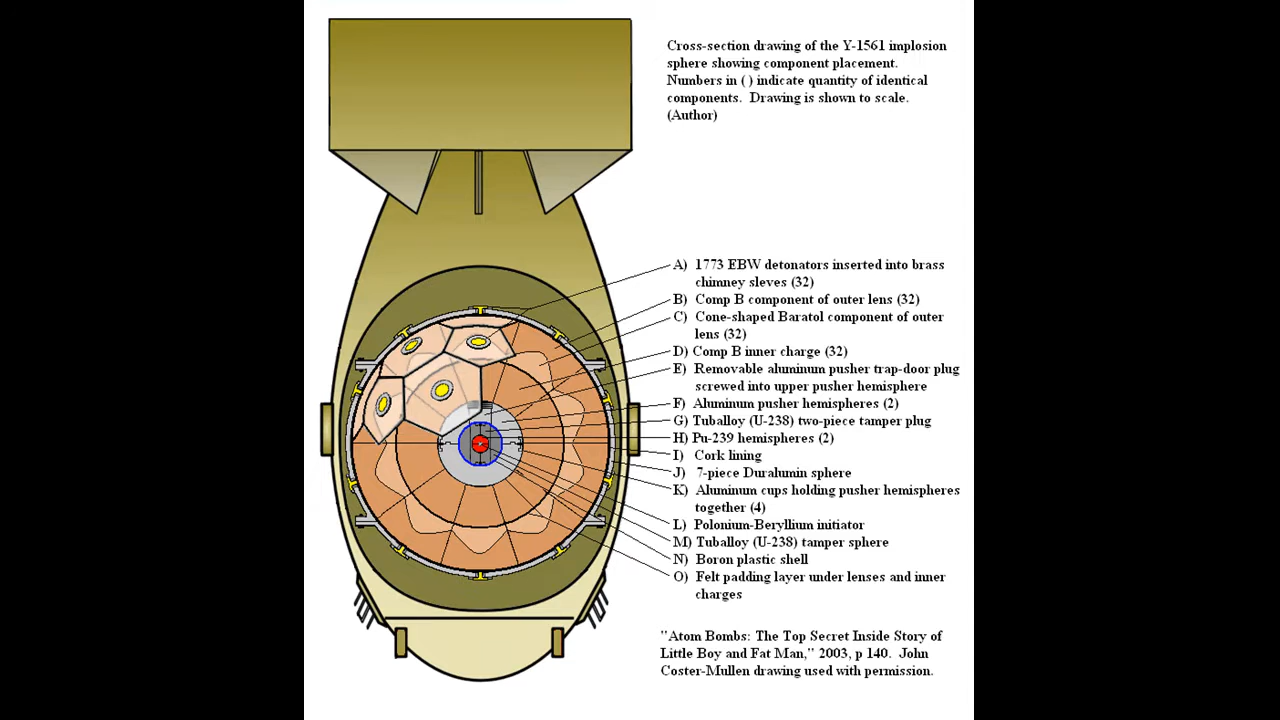 Cross-section drawing of the Y-1561 implosion
sphere showing component placement.
Numbers in ( ) indicate quantity of identical
components. Drawing is shown to scale.
(Author)
A) 1773 EBW detonators inserted into brass
chimney sleves (32)
B) Comp B component of outer lens (32)
C) Cone-shaped Baratol component of outer
lens (32)
D) Comp B inner charge (32)
E) Removable aluminum pusher trap-door plug
screwed into upper pusher hemisphere
F) Aluminum pusher hemispheres (2)
G) Tuballoy (U-238) two-piece tamper plug
H) Pu-239 hemispheres (2)
I) Cork lining
J) 7-piece Duralumin sphere
K) Aluminum cups holding pusher hemispheres
together (4)
L) Polonium-Beryllium initiator
M) Tuballoy (U-238) tamper sphere
N) Boron plastic shell
O) Felt padding layer under lenses and inner
charges
"Atom Bombs: The Top Secret Inside Story of
Little Boy and Fat Man," 2003, p 140. John
Coster-Mullen drawing used with permission.